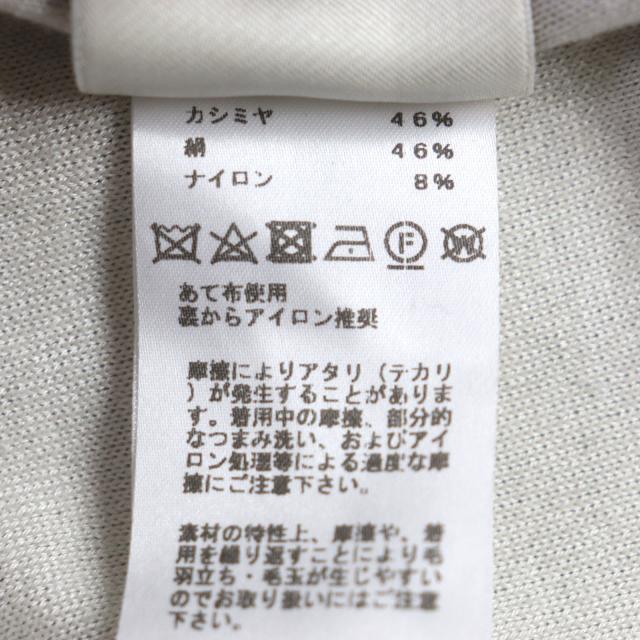 カシミヤ 46%
絹 46%
ナイロン 8%
F W
あて布使用
裏からアイロン推奨
摩擦によりアタリ（テカリ
）が発生することがありま
す。着用中の摩擦、部分的
なつまみ洗い、およびアイ
ロン処理等による過度な摩
擦にご注意下さい。
素材の特性上、摩擦や、着
用を繰り返すことにより毛
羽立ち・毛玉が生じやすい
のでお取り扱いにはご注意